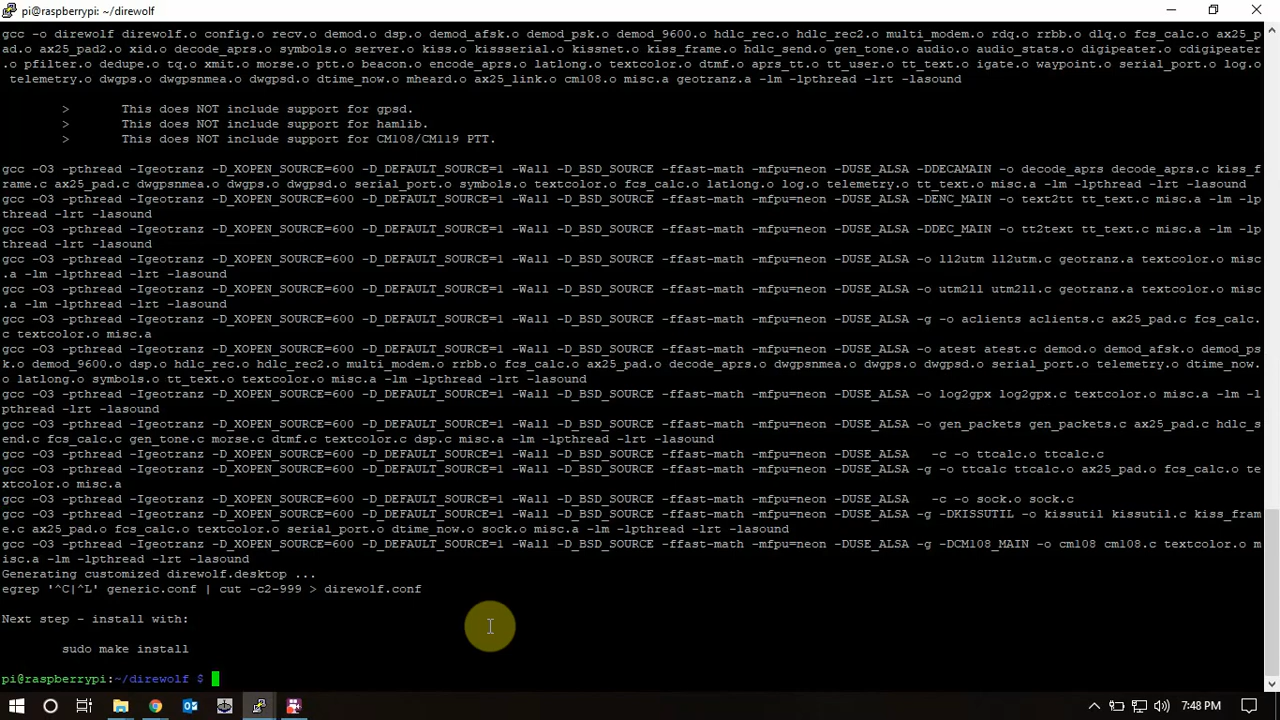 pi@raspberrypi: ~/direwolf
gcc -o direwolf direwolf.o config.o recv.o demod.o dsp.o demod_afsk.o demod_psk.o demod_9600.o hdlc_rec.o hdlc_rec2.o multi_modem.o rdq.o rrbb.o dlq.o fcs_calc.o ax25_p
ad.o ax25_pad2.o xid.o decode_aprs.o symbols.o server.o kiss.o kissserial.o kissnet.o kiss_frame.o hdlc_send.o gen_tone.o audio.o audio_stats.o digipeater.o cdigipeater
.o pfilter.o dedupe.o tq.o xmit.o morse.o ptt.o beacon.o encode_aprs.o latlong.o textcolor.o dtmf.o aprs_tt.o tt_user.o tt_text.o igate.o waypoint.o serial_port.o log.o
 telemetry.o dwgps.o dwgpsnmea.o dwgpsd.o dtime_now.o mheard.o ax25_link.o cm108.o misc.a geotranz.a -lm -lpthread -lrt -lasound
> This does NOT include support for gpsd.
> This does NOT include support for hamlib.
> This does NOT include support for CM108/CM119 PTT.
gcc -O3 -pthread -Igeotranz -D_XOPEN_SOURCE=600 -D_DEFAULT_SOURCE=1 -Wall -D_BSD_SOURCE -ffast-math -mfpu=neon -DUSE_ALSA -DDECAMAIN -o decode_aprs decode_aprs.c kiss_f
rame.c ax25_pad.c dwgpsnmea.o dwgps.o dwgpsd.o serial_port.o symbols.o textcolor.o fcs_calc.o latlong.o log.o telemetry.o tt_text.o misc.a -lm -lpthread -lrt -lasound
gcc -O3 -pthread -Igeotranz -D_XOPEN_SOURCE=600 -D_DEFAULT_SOURCE=1 -Wall -D_BSD_SOURCE -ffast-math -mfpu=neon -DUSE_ALSA -DENC_MAIN -o text2tt tt_text.c misc.a -lm -lp
thread -lrt -lasound
gcc -O3 -pthread -Igeotranz -D_XOPEN_SOURCE=600 -D_DEFAULT_SOURCE=1 -Wall -D_BSD_SOURCE -ffast-math -mfpu=neon -DUSE_ALSA -DDEC_MAIN -o tt2text tt_text.c misc.a -lm -lp
thread -lrt -lasound
gcc -O3 -pthread -Igeotranz -D_XOPEN_SOURCE=600 -D_DEFAULT_SOURCE=1 -Wall -D_BSD_SOURCE -ffast-math -mfpu=neon -DUSE_ALSA -o ll2utm ll2utm.c geotranz.a textcolor.o misc
.a -lm -lpthread -lrt -lasound
gcc -O3 -pthread -Igeotranz -D_XOPEN_SOURCE=600 -D_DEFAULT_SOURCE=1 -Wall -D_BSD_SOURCE -ffast-math -mfpu=neon -DUSE_ALSA -o utm2ll utm2ll.c geotranz.a textcolor.o misc
.a -lm -lpthread -lrt -lasound
gcc -O3 -pthread -Igeotranz -D_XOPEN_SOURCE=600 -D_DEFAULT_SOURCE=1 -Wall -D_BSD_SOURCE -ffast-math -mfpu=neon -DUSE_ALSA -g -o aclients aclients.c ax25_pad.c fcs_calc.
c textcolor.o misc.a
gcc -O3 -pthread -Igeotranz -D_XOPEN_SOURCE=600 -D_DEFAULT_SOURCE=1 -Wall -D_BSD_SOURCE -ffast-math -mfpu=neon -DUSE_ALSA -o atest atest.c demod.o demod_afsk.o demod_ps
k.o demod_9600.o dsp.o hdlc_rec.o hdlc_rec2.o multi_modem.o rrbb.o fcs_calc.o ax25_pad.o decode_aprs.o dwgpsnmea.o dwgps.o dwgpsd.o serial_port.o telemetry.o dtime_now.
o latlong.o symbols.o tt_text.o textcolor.o misc.a -lm -lpthread -lrt -lasound
gcc -O3 -pthread -Igeotranz -D_XOPEN_SOURCE=600 -D_DEFAULT_SOURCE=1 -Wall -D_BSD_SOURCE -ffast-math -mfpu=neon -DUSE_ALSA -o log2gpx log2gpx.c textcolor.o misc.a -lm -l
pthread -lrt -lasound
gcc -O3 -pthread -Igeotranz -D_XOPEN_SOURCE=600 -D_DEFAULT_SOURCE=1 -Wall -D_BSD_SOURCE -ffast-math -mfpu=neon -DUSE_ALSA -o gen_packets gen_packets.c ax25_pad.c hdlc_s
end.c fcs_calc.c gen_tone.c morse.c dtmf.c textcolor.c dsp.c misc.a -lm -lpthread -lrt -lasound
gcc -O3 -pthread -Igeotranz -D_XOPEN_SOURCE=600 -D_DEFAULT_SOURCE=1 -Wall -D_BSD_SOURCE -ffast-math -mfpu=neon -DUSE_ALSA   -c -o ttcalc.o ttcalc.c
gcc -O3 -pthread -Igeotranz -D_XOPEN_SOURCE=600 -D_DEFAULT_SOURCE=1 -Wall -D_BSD_SOURCE -ffast-math -mfpu=neon -DUSE_ALSA -g -o ttcalc ttcalc.o ax25_pad.o fcs_calc.o te
xtcolor.o misc.a
gcc -O3 -pthread -Igeotranz -D_XOPEN_SOURCE=600 -D_DEFAULT_SOURCE=1 -Wall -D_BSD_SOURCE -ffast-math -mfpu=neon -DUSE_ALSA   -c -o sock.o sock.c
gcc -O3 -pthread -Igeotranz -D_XOPEN_SOURCE=600 -D_DEFAULT_SOURCE=1 -Wall -D_BSD_SOURCE -ffast-math -mfpu=neon -DUSE_ALSA -g -DKISSUTIL -o kissutil kissutil.c kiss_fram
e.c ax25_pad.o fcs_calc.o textcolor.o serial_port.o dtime_now.o sock.o misc.a -lm -lpthread -lrt -lasound
gcc -O3 -pthread -Igeotranz -D_XOPEN_SOURCE=600 -D_DEFAULT_SOURCE=1 -Wall -D_BSD_SOURCE -ffast-math -mfpu=neon -DUSE_ALSA -g -DCM108_MAIN -o cm108 cm108.c textcolor.o m
isc.a -lm -lpthread -lrt -lasound
Generating customized direwolf.desktop ...
egrep '^C|^L' generic.conf | cut -c2-999 > direwolf.conf
Next step - install with:
sudo make install
pi@raspberrypi:~/direwolf $
7:48 PM